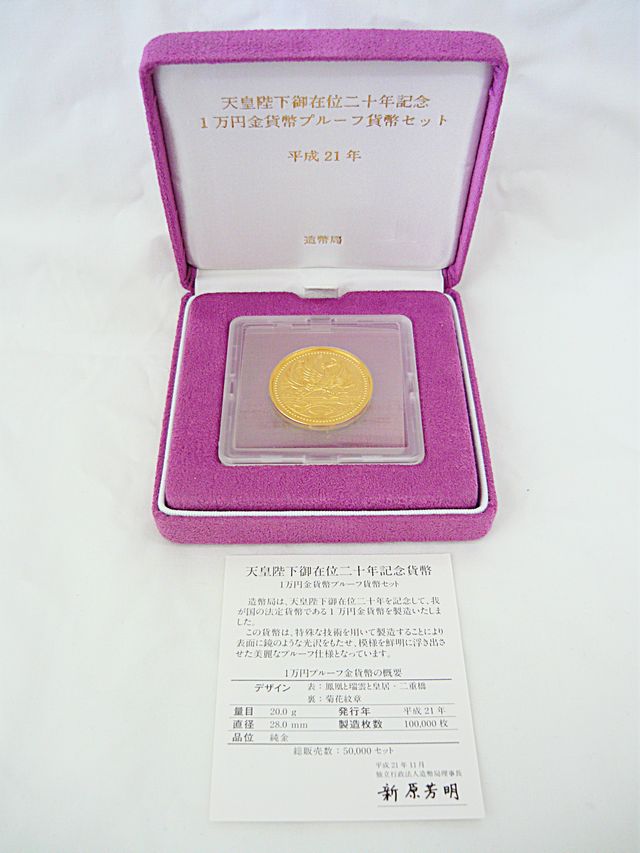 天皇陛下御在位二十年記念
1万円金貨幣プルーフ貨幣セット
平成21年
造幣局
天皇陛下御在位二十年記念貨幣
1万円金貨幣プルーフ貨幣セット
造幣局は、天皇陛下御在位二十年を記念して、我
が国の法定貨幣である1万円金貨幣を製造いたしま
した。
この貨幣は、特殊な技術を用いて製造することにより
表面に鏡のような光沢をもたせ、模様を鮮明に浮き出さ
せた美麗なプルーフ仕様となっています。
1万円プルーフ金貨幣の概要
デザイン 表：鳳凰と瑞雲と皇居・二重橋
裏：菊花紋章
量目 20.0 g 発行年 平成21年
直径 28.0 mm 製造枚数 100,000枚
品位 純金
総販売数：50,000セット
平成21年11月
独立行政法人造幣局理事長
新原芳明